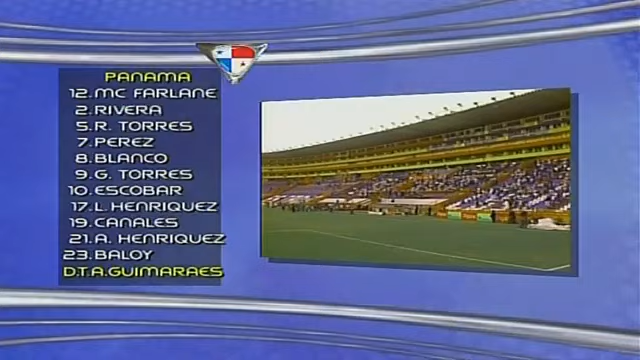 PANAMA
12. MC FARLANE
2. RIVERA
5. R. TORRES
7. PEREZ
8. BLANCO
9. G. TORRES
10. ESCOBAR
17. L. HENRIQUEZ
19. CANALES
21. A. HENRIQUEZ
23. BALOY
D.T. A. GUIMARAES